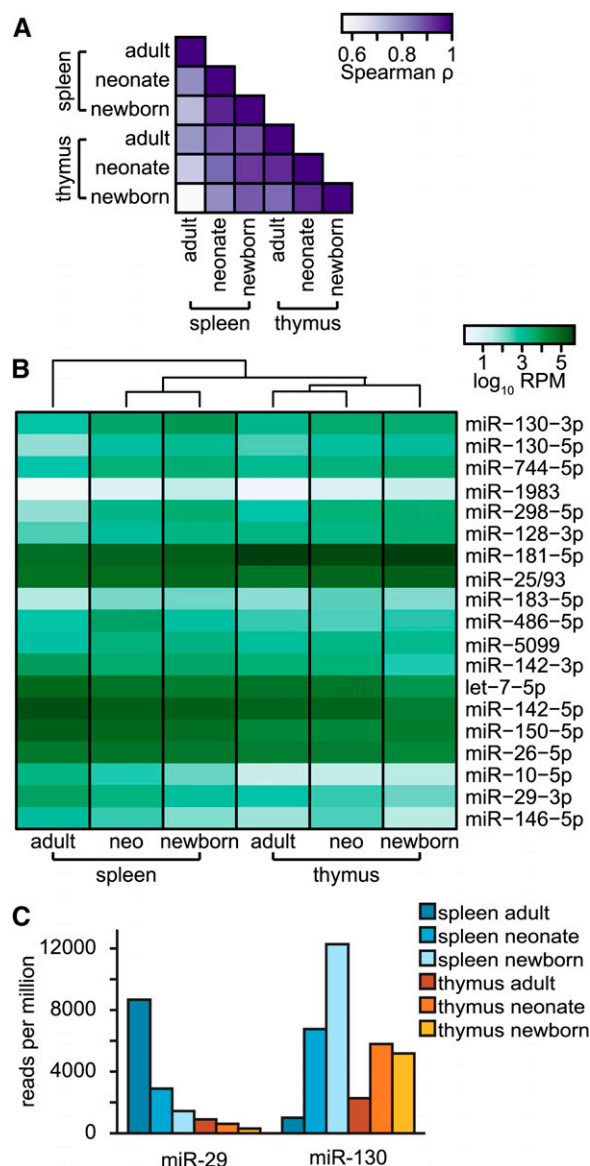 A
0.6 0.8 1
Spearman ρ
spleen
adult
neonate
newborn
thymus
adult
neonate
newborn
adult
neonate
newborn
adult
neonate
newborn
spleen thymus
1 3 5
log10 RPM
B
miR-130-3p
miR-130-5p
miR-744-5p
miR-1983
miR-298-5p
miR-128-3p
miR-181-5p
miR-25/93
miR-183-5p
miR-486-5p
miR-5099
miR-142-3p
let-7-5p
miR-142-5p
miR-150-5p
miR-26-5p
miR-10-5p
miR-29-3p
miR-146-5p
adult neo newborn adult neo newborn
spleen thymus
C
reads per million
12000
8000
4000
0
miR-29 miR-130
spleen adult
spleen neonate
spleen newborn
thymus adult
thymus neonate
thymus newborn